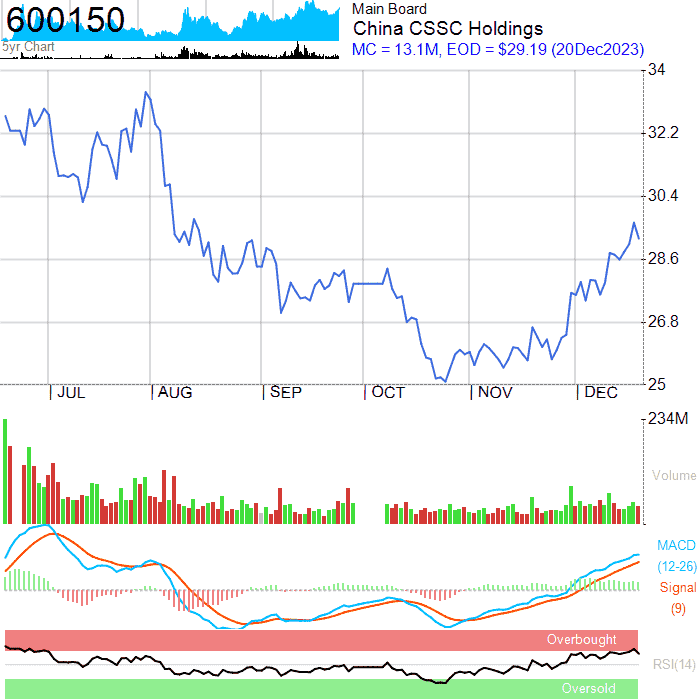 600150
5yr Chart
Main Board
China CSSC Holdings
MC = 13.1M, EOD = $29.19 (20Dec2023)
34
32.2
30.4
28.6
26.8
25
JUL AUG SEP OCT NOV DEC
234M
Volume
MACD
(12-26)
Signal
(9)
Overbought
RSI(14)
Oversold